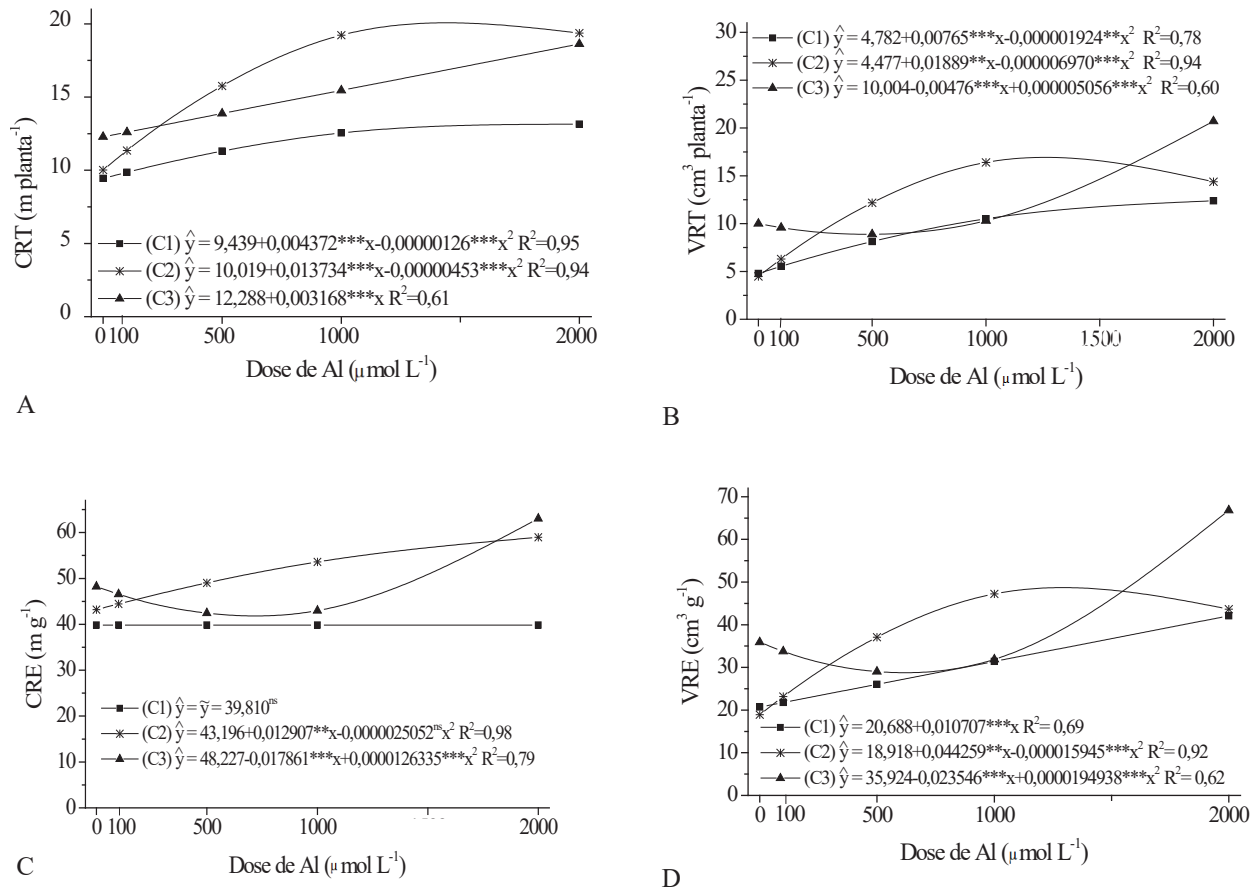 20
15
10
5
0
CRT (m planta⁻¹)
(C1) ŷ = 9,439+0,004372***x-0,00000126***x² R²=0,95
(C2) ŷ = 10,019+0,013734***x-0,00000453***x² R²=0,94
(C3) ŷ = 12,288+0,003168***x R²=0,61
0 100 500 1000 2000
Dose de Al (μmol L⁻¹)
A
(C1) ŷ = 4,782+0,00765***x-0,000001924**x² R²=0,78
(C2) ŷ = 4,477+0,01889**x-0,000006970***x² R²=0,94
(C3) ŷ = 10,004-0,00476***x+0,000005056***x² R²=0,60
30
25
20
15
10
5
0
VRT (cm³ planta⁻¹)
0 100 500 1000 1500 2000
Dose de Al (μmol L⁻¹)
B
60
50
40
30
20
10
0
CRE (m g⁻¹)
(C1) ŷ = ỹ = 39,810ⁿˢ
(C2) ŷ = 43,196+0,012907**x-0,0000025052ⁿˢx² R²=0,98
(C3) ŷ = 48,227-0,017861***x+0,0000126335***x² R²=0,79
0 100 500 1000 2000
Dose de Al (μmol L⁻¹)
C
70
60
50
40
30
20
10
0
VRE (cm³ g⁻¹)
(C1) ŷ = 20,688+0,010707***x R²= 0,69
(C2) ŷ = 18,918+0,044259**x-0,000015945***x² R²= 0,92
(C3) ŷ = 35,924-0,023546***x+0,0000194938***x² R²= 0,62
0 100 500 1000 2000
Dose de Al (μmol L⁻¹)
D